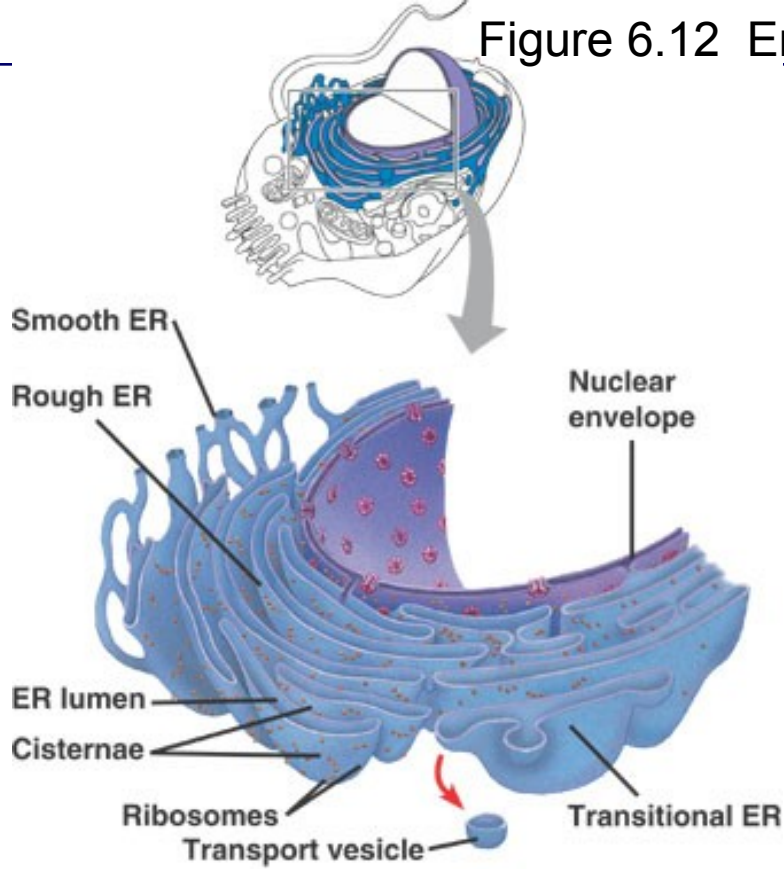 Figure 6.12
Smooth ER
Rough ER
Nuclear
envelope
ER lumen
Cisternae
Ribosomes
Transport vesicle
Transitional ER